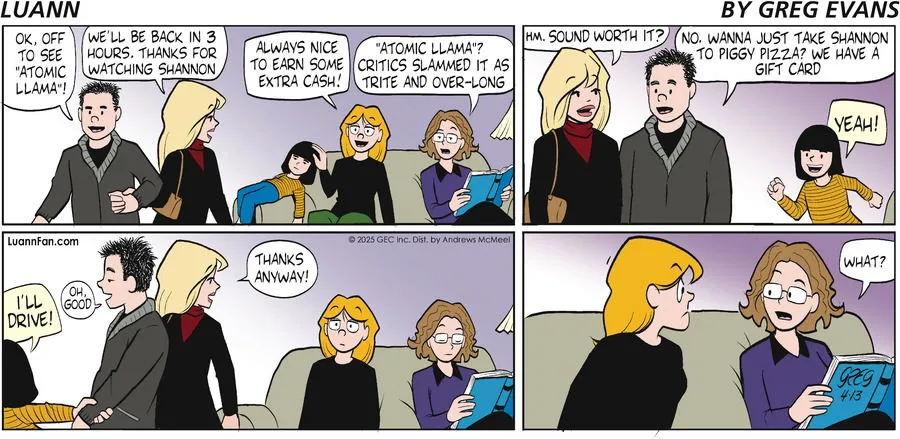 LUANN
BY GREG EVANS
OK, OFF
TO SEE
"ATOMIC
LLAMA"!
WE'LL BE BACK IN 3
HOURS. THANKS FOR
WATCHING SHANNON
ALWAYS NICE
TO EARN SOME
EXTRA CASH!
"ATOMIC LLAMA"?
CRITICS SLAMMED IT AS
TRITE AND OVER-LONG
HM. SOUND WORTH IT?
NO. WANNA JUST TAKE SHANNON
TO PIGGY PIZZA? WE HAVE A
GIFT CARD
YEAH!
LuannFan.com
© 2025 GEC Inc. Dist. by Andrews McMeel
I'LL
DRIVE!
OH,
GOOD
THANKS
ANYWAY!
WHAT?
GREG
4-13